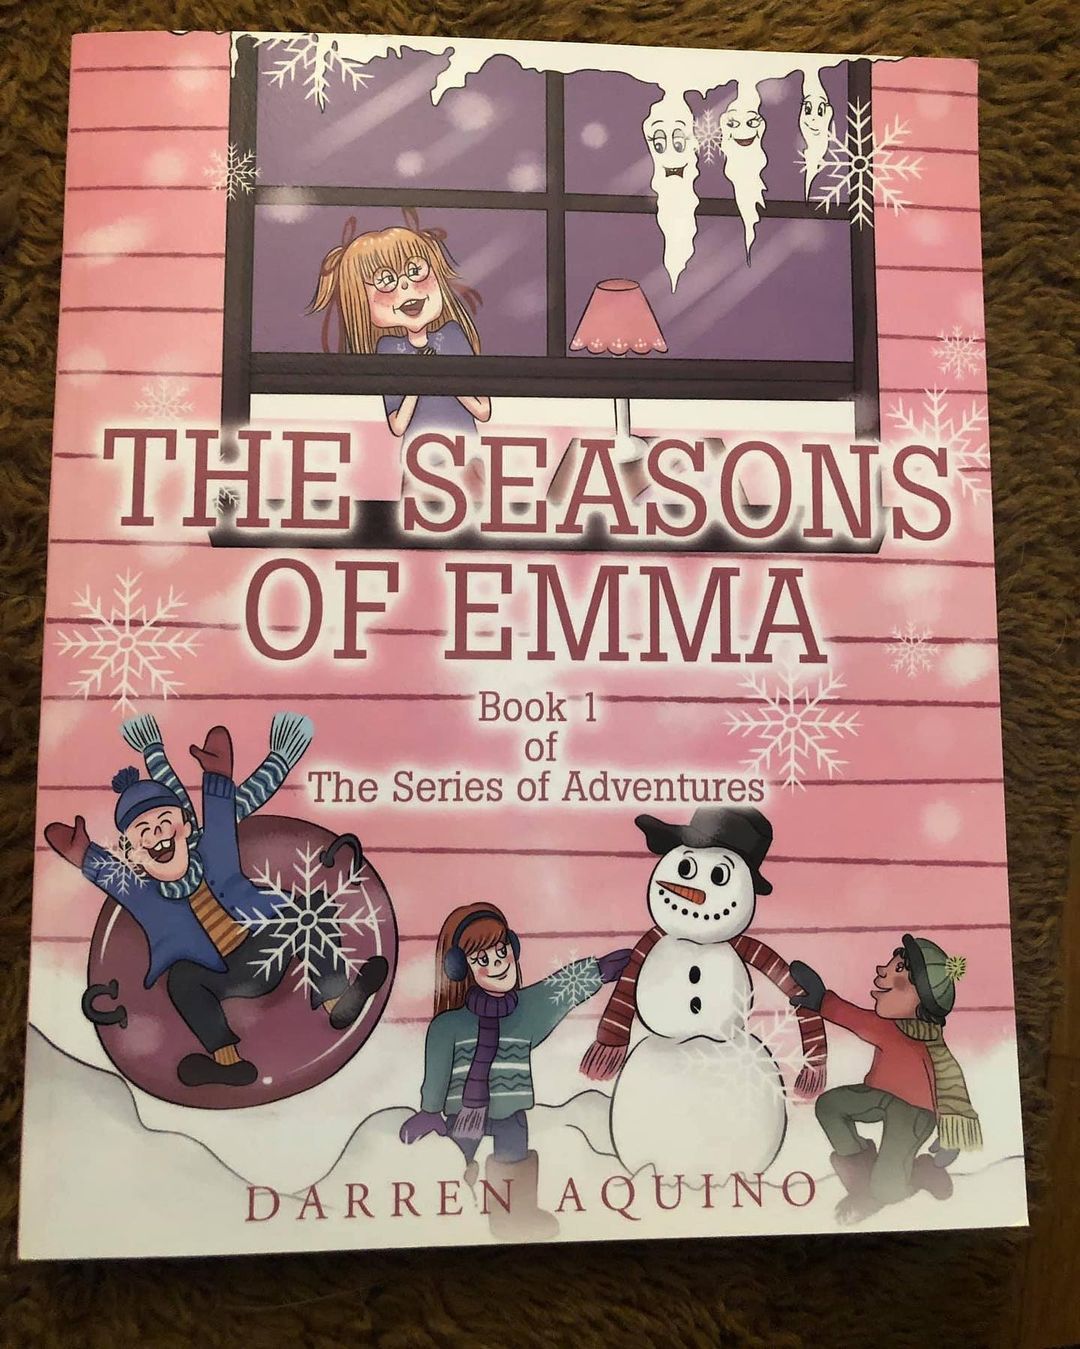 THE SEASONS
OF EMMA
Book 1
of
The Series of Adventures
DARREN AQUINO